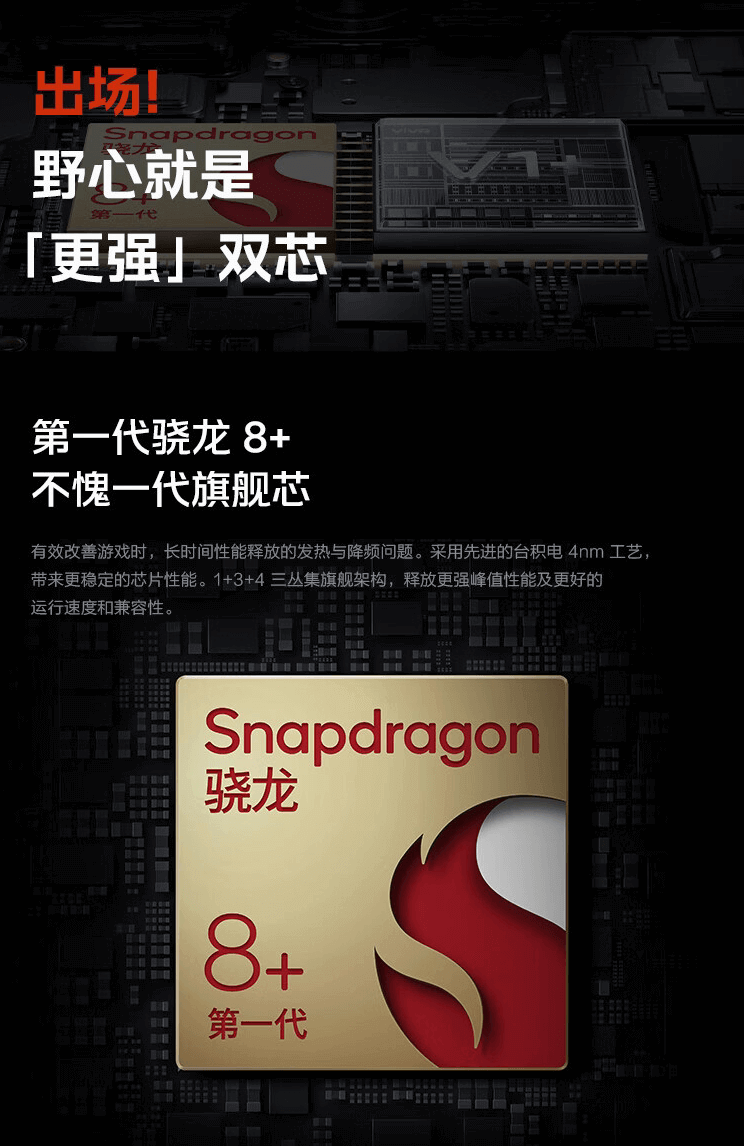 出场!
Snapdragon
骁龙
8+
第一代
vivo
V1+
野心就是
「更强」双芯
第一代骁龙 8+
不愧一代旗舰芯
有效改善游戏时，长时间性能释放的发热与降频问题。采用先进的台积电 4nm 工艺，
带来更稳定的芯片性能。1+3+4 三丛集旗舰架构，释放更强峰值性能及更好的
运行速度和兼容性。
Snapdragon
骁龙
8+
第一代